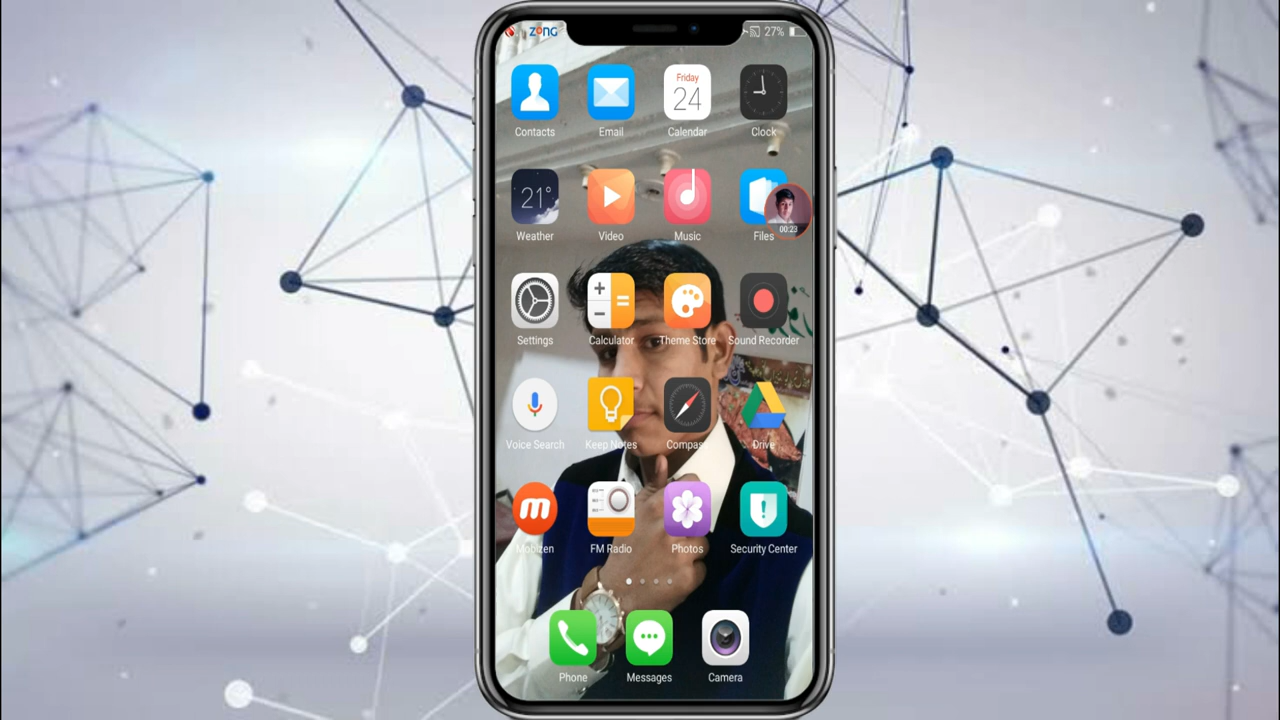 ZONG 27%
Friday
24
Contacts Email Calendar Clock
21°
Weather Video Music Files
00:23
Settings Calculator Theme Store Sound Recorder
Voice Search Keep Notes Compass Drive
m
Mobizen FM Radio Photos Security Center
Phone Messages Camera